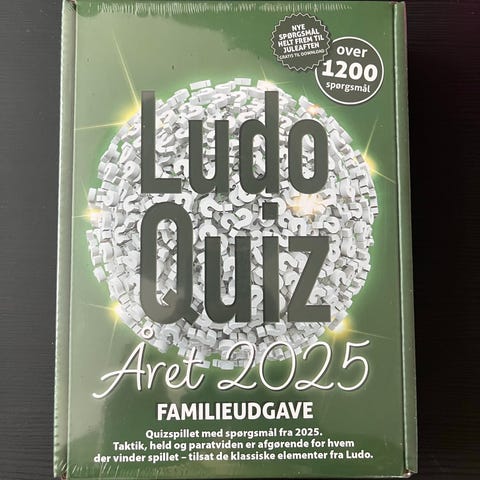 NYE
SPØRGSMÅL
HELT FREM TIL
JULEAFTEN
GRATIS TIL DOWNLOAD
over
1200
spørgsmål
Ludo
Quiz
Året 2025
FAMILIEUDGAVE
Quizspillet med spørgsmål fra 2025.
Taktik, held og paratviden er afgørende for hvem
der vinder spillet – tilsat de klassiske elementer fra Ludo.